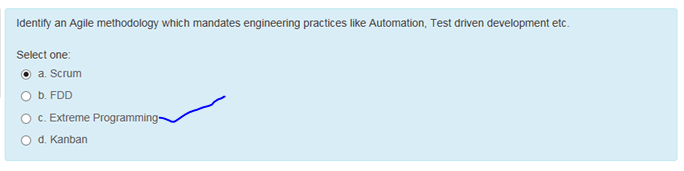 Identify an Agile methodology which mandates engineering practices like Automation, Test driven development etc.
Select one:
a. Scrum
b. FDD
c. Extreme Programming
d. Kanban